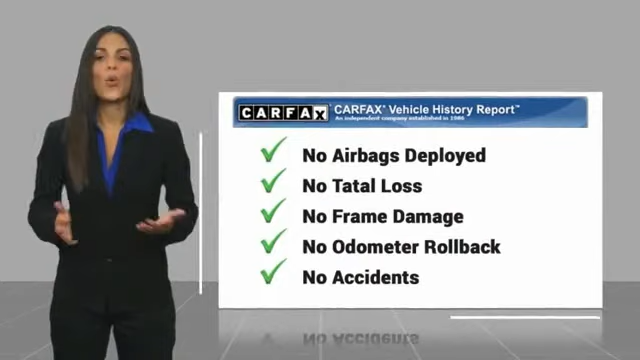 CARFAX CARFAX® Vehicle History Report™
An independent company established in 1986
No Airbags Deployed
No Tatal Loss
No Frame Damage
No Odometer Rollback
No Accidents